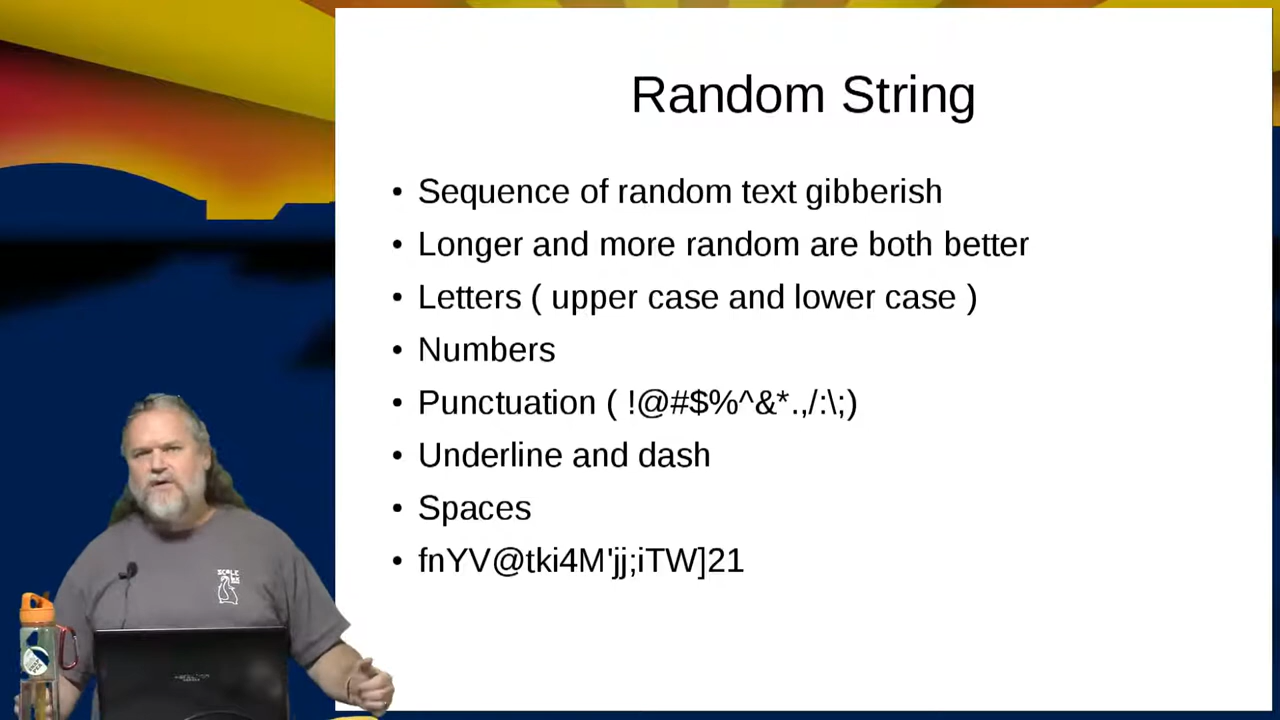 Random String
• Sequence of random text gibberish
• Longer and more random are both better
• Letters ( upper case and lower case )
• Numbers
• Punctuation ( !@#$%^&*.,/:\;)
• Underline and dash
• Spaces
• fnYV@tki4M'jj;iTW]21
SCALE